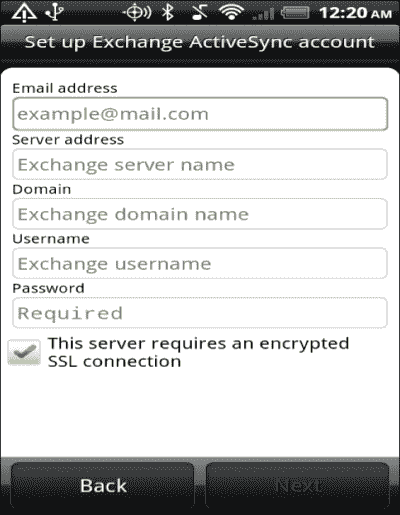 12:20 AM
Set up Exchange ActiveSync account
Email address
example@mail.com
Server address
Exchange server name
Domain
Exchange domain name
Username
Exchange username
Password
Required
This server requires an encrypted
SSL connection
Back
Next